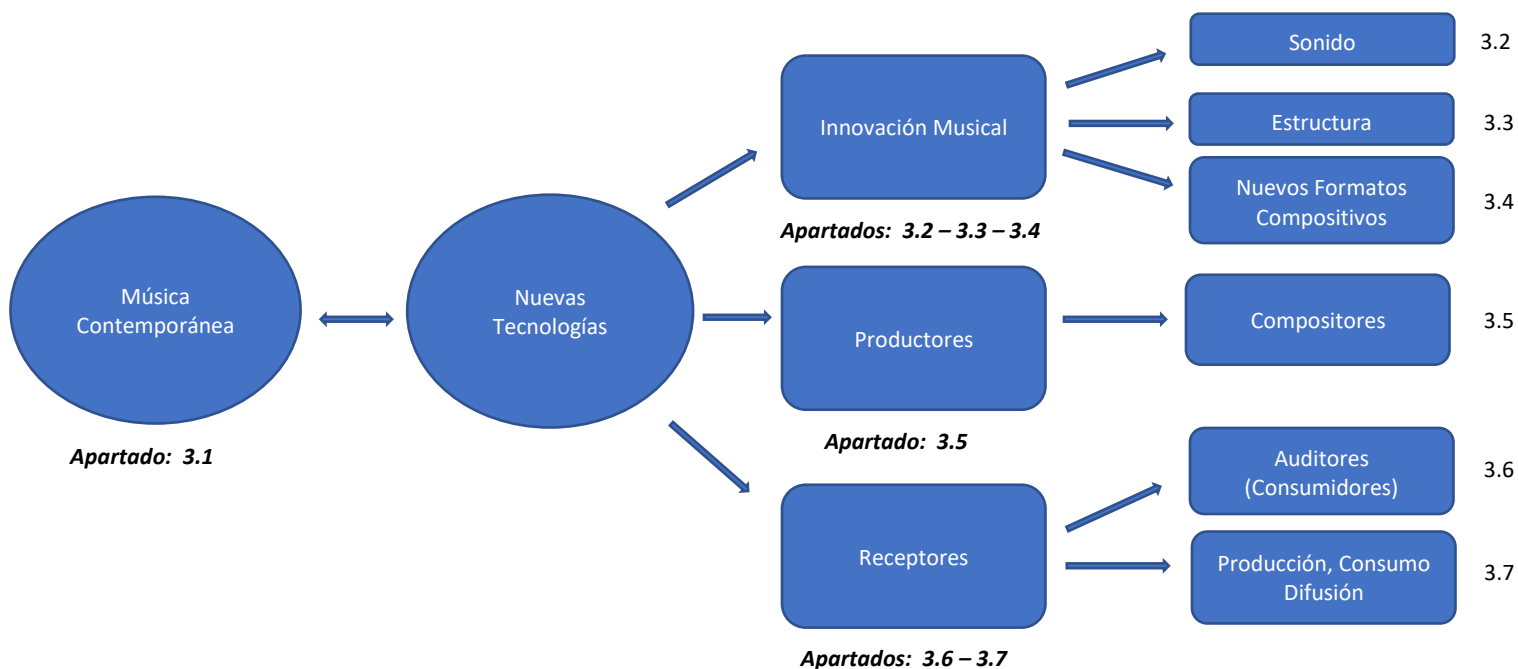 Música
Contemporánea
Apartado:  3.1
Nuevas
Tecnologías
Innovación Musical
Apartados:  3.2 – 3.3 – 3.4
Sonido
3.2
Estructura
3.3
Nuevos Formatos
Compositivos
3.4
Productores
Apartado:  3.5
Compositores
3.5
Receptores
Apartados:  3.6 – 3.7
Auditores
(Consumidores)
3.6
Producción, Consumo
Difusión
3.7